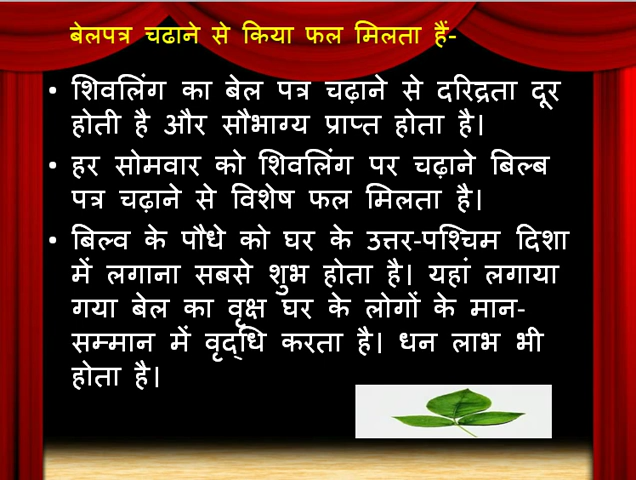 बेलपत्र चढाने से किया फल मिलता हैं-
• शिवलिंग का बेल पत्र चढ़ाने से दरिद्रता दूर
होती है और सौभाग्य प्राप्त होता है।
• हर सोमवार को शिवलिंग पर चढ़ाने बिल्ब
पत्र चढ़ाने से विशेष फल मिलता है।
• बिल्व के पौधे को घर के उत्तर-पश्चिम दिशा
में लगाना सबसे शुभ होता है। यहां लगाया
गया बेल का वृक्ष घर के लोगों के मान-
सम्मान में वृद्धि करता है। धन लाभ भी
होता है।